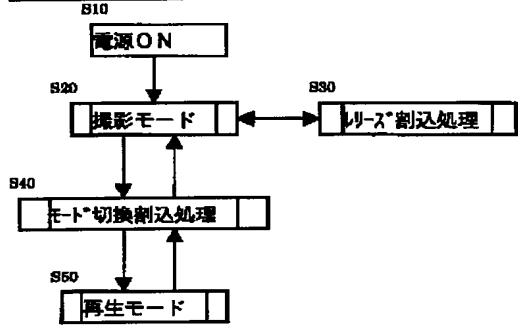 S10
電源ON
S20
撮影モード
S30
ﾚﾘｰｽﾞ割込処理
S40
ﾓｰﾄﾞ切換割込処理
S50
再生モード